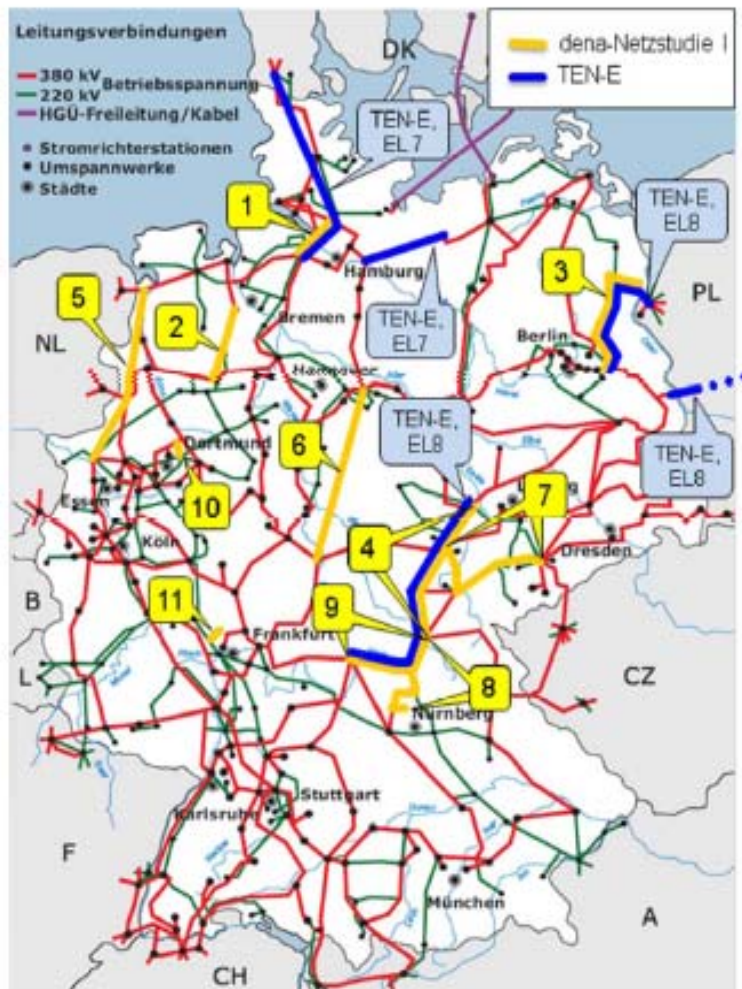 Leitungsverbindungen
380 kV
Betriebsspannung
220 kV
HGÜ-Freileitung/Kabel
Stromrichterstationen
Umspannwerke
Städte
DK
dena-Netzstudie I
TEN-E
TEN-E,
EL7
1
TEN-E,
EL8
Hamburg
3
PL
5
2
Bremen
TEN-E,
EL7
Berlin
NL
Hannover
TEN-E,
EL8
TEN-E,
EL8
6
Dortmund
7
Essen
10
4
Köln
Dresden
B
11
9
Frankfurt
L
8
CZ
Nürnberg
Stuttgart
Karlsruhe
F
München
A
CH